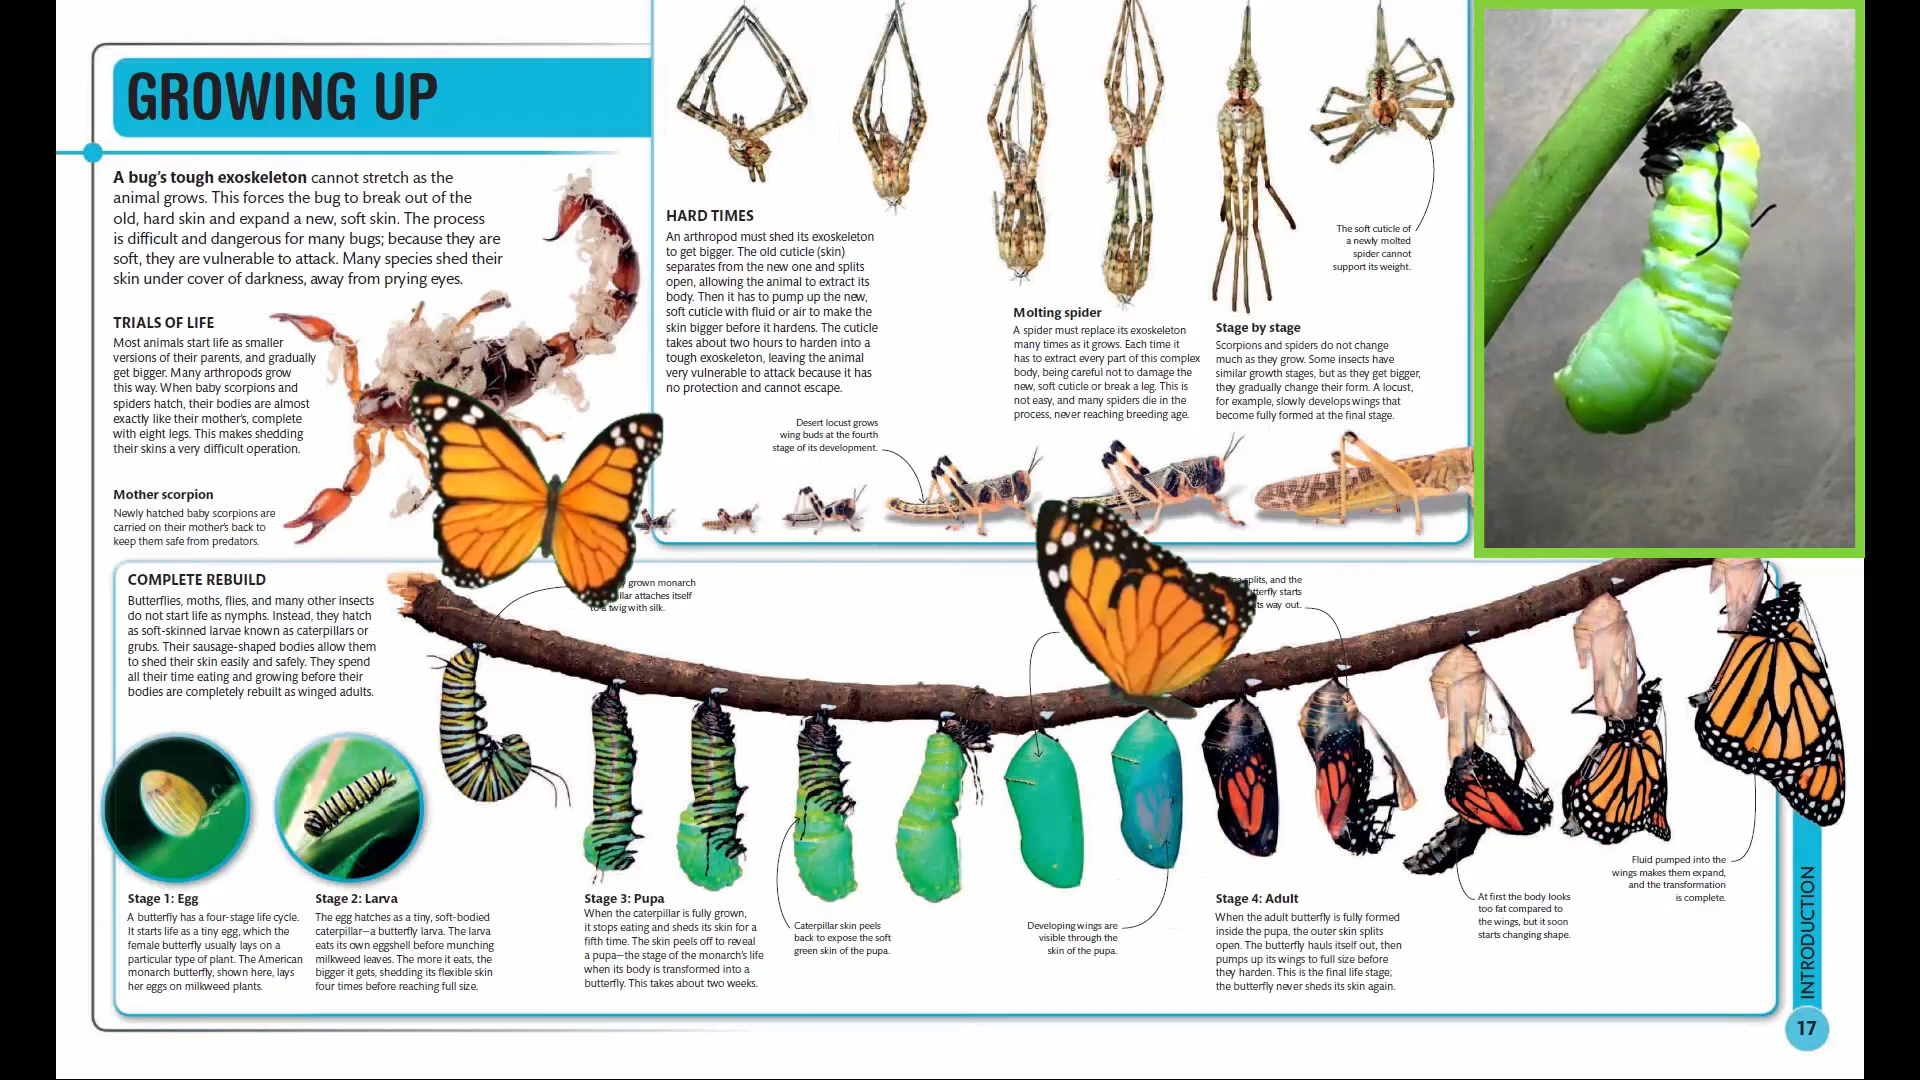 GROWING UP
A bug's tough exoskeleton cannot stretch as the
animal grows. This forces the bug to break out of the
old, hard skin and expand a new, soft skin. The process
is difficult and dangerous for many bugs; because they are
soft, they are vulnerable to attack. Many species shed their
skin under cover of darkness, away from prying eyes.
TRIALS OF LIFE
Most animals start life as smaller
versions of their parents, and gradually
get bigger. Many arthropods grow
this way. When baby scorpions and
spiders hatch, their bodies are almost
exactly like their mother's, complete
with eight legs. This makes shedding
their skins a very difficult operation.
Mother scorpion
Newly hatched baby scorpions are
carried on their mother's back to
keep them safe from predators.
HARD TIMES
An arthropod must shed its exoskeleton
to get bigger. The old cuticle (skin)
separates from the new one and splits
open, allowing the animal to extract its
body. Then it has to pump up the new,
soft cuticle with fluid or air to make the
skin bigger before it hardens. The cuticle
takes about two hours to harden into a
tough exoskeleton, leaving the animal
very vulnerable to attack because it has
no protection and cannot escape.
Desert locust grows
wing buds at the fourth
stage of its development.
Molting spider
A spider must replace its exoskeleton
many times as it grows. Each time it
has to extract every part of this complex
body, being careful not to damage the
new, soft cuticle or break a leg. This is
not easy, and many spiders die in the
process, never reaching breeding age.
The soft cuticle of
a newly molted
spider cannot
support its weight.
Stage by stage
Scorpions and spiders do not change
much as they grow. Some insects have
similar growth stages, but as they get bigger,
they gradually change their form. A locust,
for example, slowly develops wings that
become fully formed at the final stage.
COMPLETE REBUILD
Butterflies, moths, flies, and many other insects
do not start life as nymphs. Instead, they hatch
as soft-skinned larvae known as caterpillars or
grubs. Their sausage-shaped bodies allow them
to shed their skin easily and safely. They spend
all their time eating and growing before their
bodies are completely rebuilt as winged adults.
grown monarch
attaches itself
twig with silk.
splits, and the
starts
its way out.
Stage 1: Egg
A butterfly has a four-stage life cycle.
It starts life as a tiny egg, which the
female butterfly usually lays on a
particular type of plant. The American
monarch butterfly, shown here, lays
her eggs on milkweed plants.
Stage 2: Larva
The egg hatches as a tiny, soft-bodied
caterpillar—a butterfly larva. The larva
eats its own eggshell before munching
milkweed leaves. The more it eats, the
bigger it gets, shedding its flexible skin
four times before reaching full size.
Stage 3: Pupa
When the caterpillar is fully grown,
it stops eating and sheds its skin for a
fifth time. The skin peels off to reveal
a pupa—the stage of the monarch's life
when its body is transformed into a
butterfly. This takes about two weeks.
Caterpillar skin peels
back to expose the soft
green skin of the pupa.
Developing wings are
visible through the
skin of the pupa.
Stage 4: Adult
When the adult butterfly is fully formed
inside the pupa, the outer skin splits
open. The butterfly hauls itself out, then
pumps up its wings to full size before
they harden. This is the final life stage;
the butterfly never sheds its skin again.
At first the body looks
too fat compared to
the wings, but it soon
starts changing shape.
Fluid pumped into the
wings makes them expand,
and the transformation
is complete.
INTRODUCTION
17